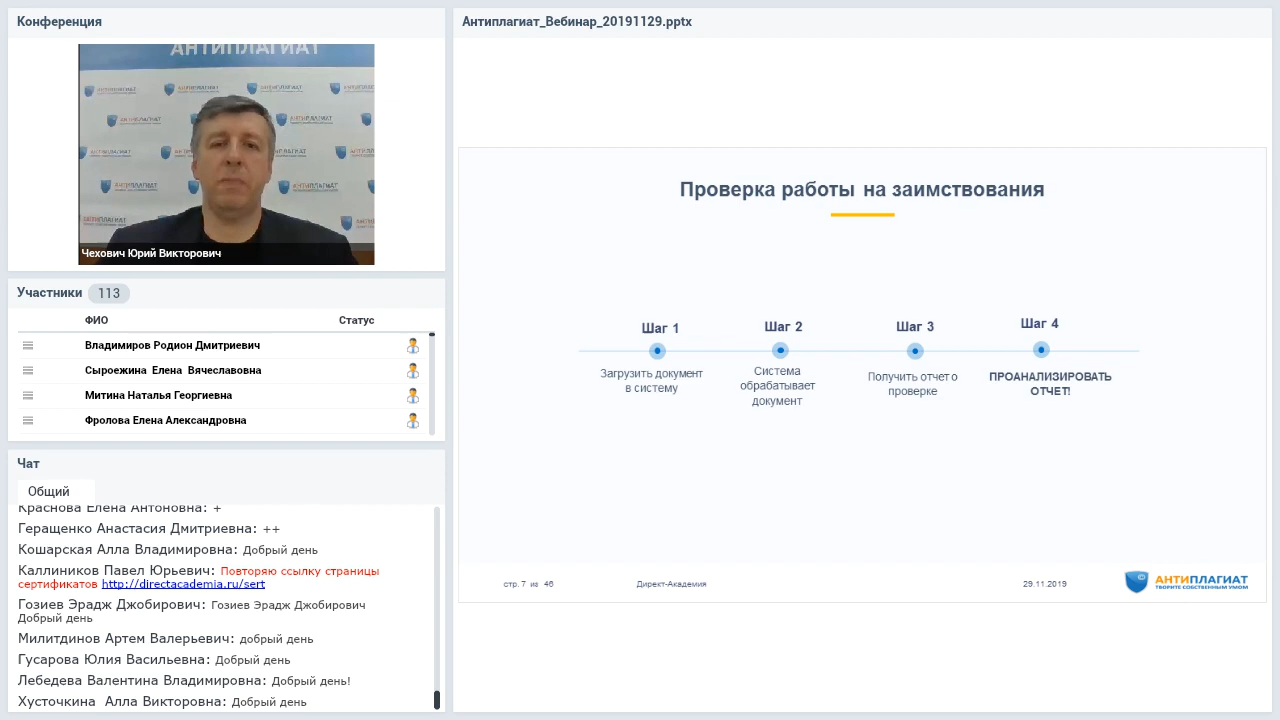 Конференция
АНТИПЛАГИАТ
Чехович Юрий Викторович
Участники 113
ФИО Статус
Владимиров Родион Дмитриевич
Сыроежина Елена Вячеславовна
Митина Наталья Георгиевна
Фролова Елена Александровна
Чат
Общий
Краснова Елена Антоновна: +
Геращенко Анастасия Дмитриевна: ++
Кошарская Алла Владимировна: Добрый день
Каллиников Павел Юрьевич: Повторяю ссылку страницы
сертификатов http://directacademia.ru/sert
Гозиев Эрадж Джобирович: Гозиев Эрадж Джобирович
Добрый день
Милитдинов Артем Валерьевич: добрый день
Гусарова Юлия Васильевна: Добрый день
Лебедева Валентина Владимировна: Добрый день!
Хусточкина Алла Викторовна: Добрый день
Антиплагиат_Вебинар_20191129.pptx
Проверка работы на заимствования
Шаг 1
Загрузить документ
в систему
Шаг 2
Система
обрабатывает
документ
Шаг 3
Получить отчет о
проверке
Шаг 4
ПРОАНАЛИЗИРОВАТЬ
ОТЧЕТ!
стр. 7 из 46
Директ-Академия
29.11.2019
АНТИПЛАГИАТ
ТВОРИТЕ СОБСТВЕННЫМ УМОМ